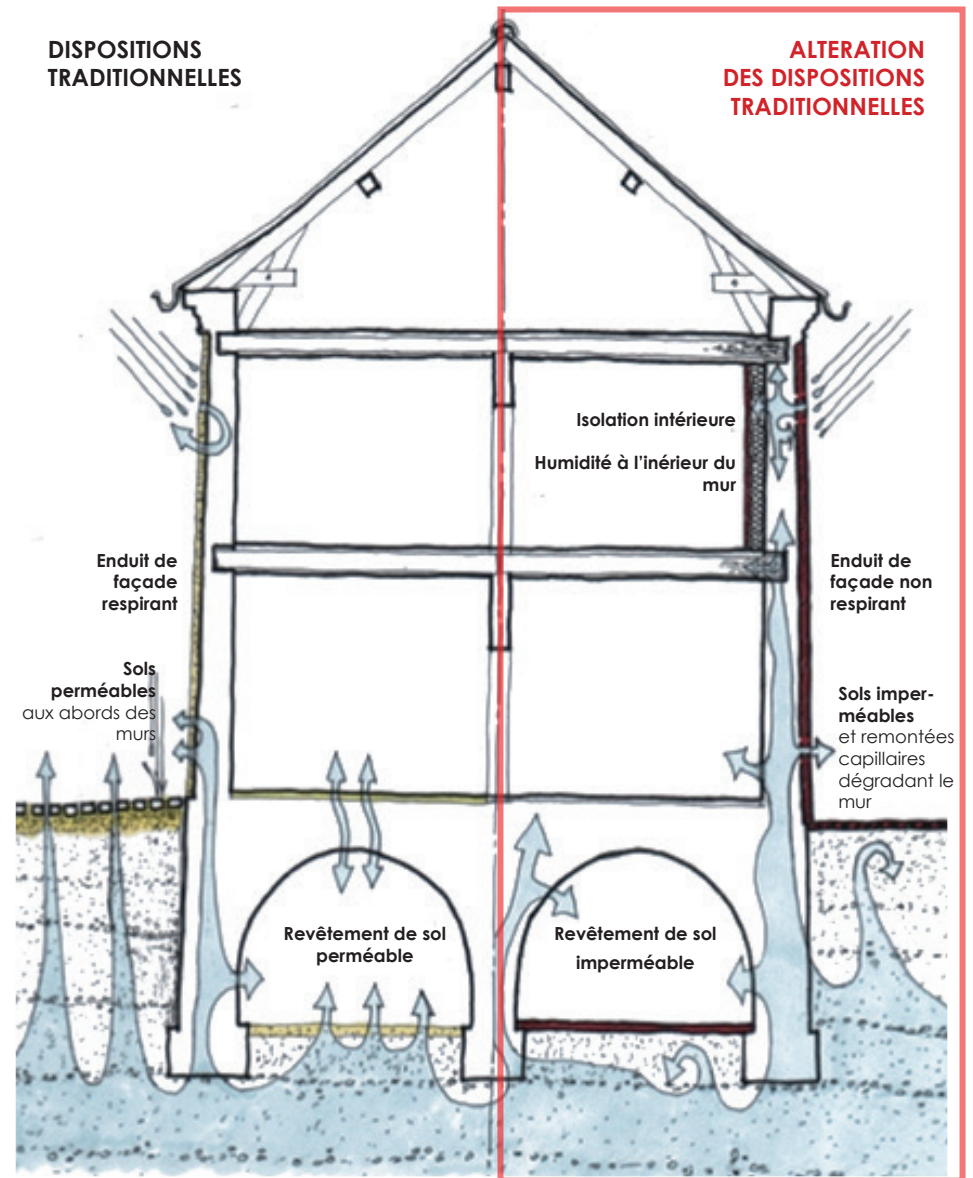 DISPOSITIONS
TRADITIONNELLES
ALTERATION
DES DISPOSITIONS
TRADITIONNELLES
Isolation intérieure
Humidité à l'inérieur du
mur
Enduit de
façade
respirant
Enduit de
façade non
respirant
Sols
perméables
aux abords des
murs
Sols imper-
méables
et remontées
capillaires
dégradant le
mur
Revêtement de sol
perméable
Revêtement de sol
imperméable